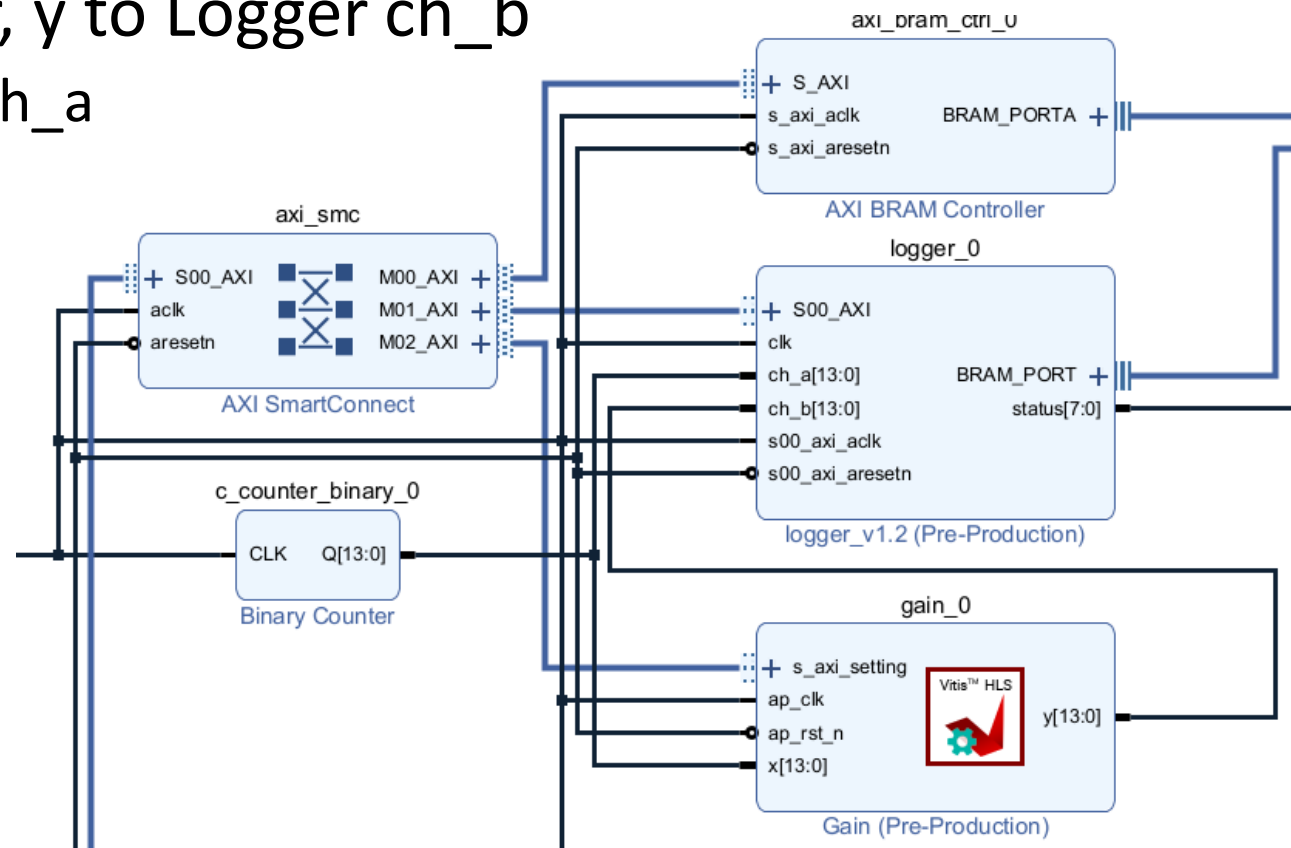 , y to Logger ch_b
h_a
axi_bram_ctrl_0
S_AXI
s_axi_aclk
BRAM_PORTA
s_axi_aresetn
AXI BRAM Controller
axi_smc
S00_AXI
M00_AXI
aclk
M01_AXI
aresetn
M02_AXI
AXI SmartConnect
logger_0
S00_AXI
clk
ch_a[13:0]
BRAM_PORT
ch_b[13:0]
status[7:0]
s00_axi_aclk
s00_axi_aresetn
logger_v1.2 (Pre-Production)
c_counter_binary_0
CLK
Q[13:0]
Binary Counter
gain_0
s_axi_setting
Vitis™ HLS
ap_clk
y[13:0]
ap_rst_n
x[13:0]
Gain (Pre-Production)